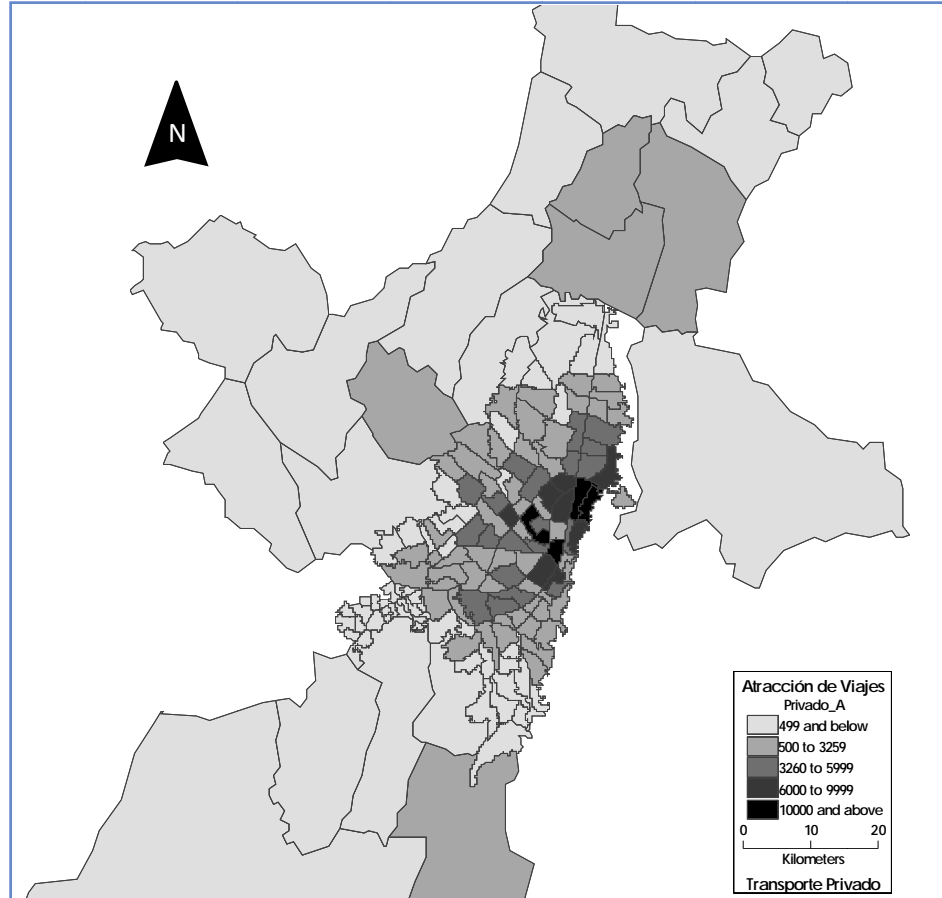 N
Atracción de Viajes
Privado_A
499 and below
500 to 3259
3260 to 5999
6000 to 9999
10000 and above
0 10 20
Kilometers
Transporte Privado